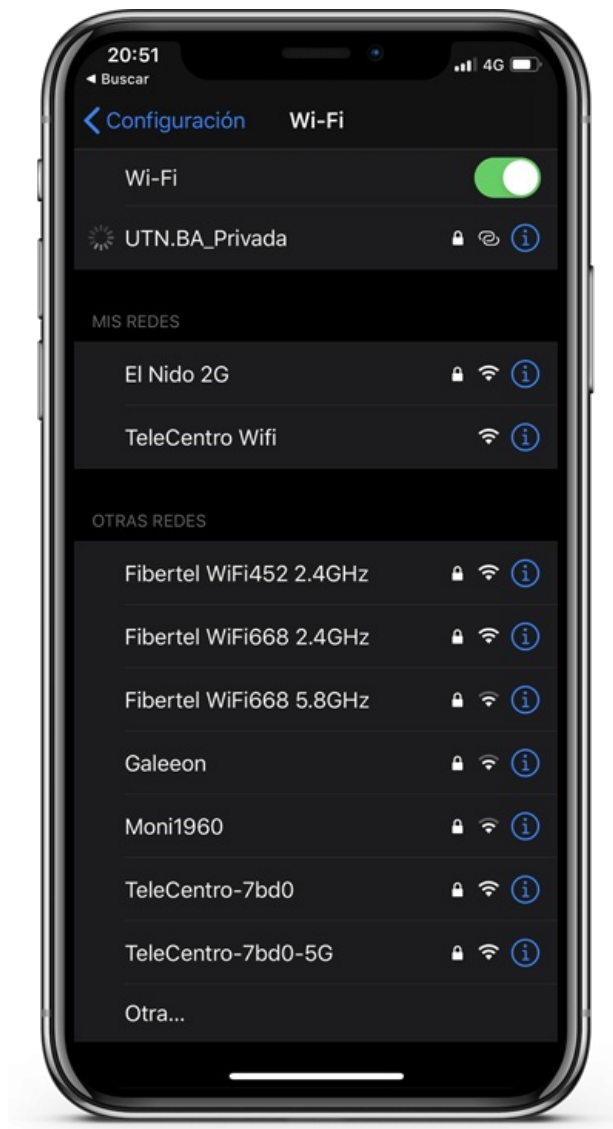 20:51
4G
◀ Buscar
Configuración Wi-Fi
Wi-Fi
UTN.BA_Privada
MIS REDES
El Nido 2G
TeleCentro Wifi
OTRAS REDES
Fibertel WiFi452 2.4GHz
Fibertel WiFi668 2.4GHz
Fibertel WiFi668 5.8GHz
Galeeon
Moni1960
TeleCentro-7bd0
TeleCentro-7bd0-5G
Otra...